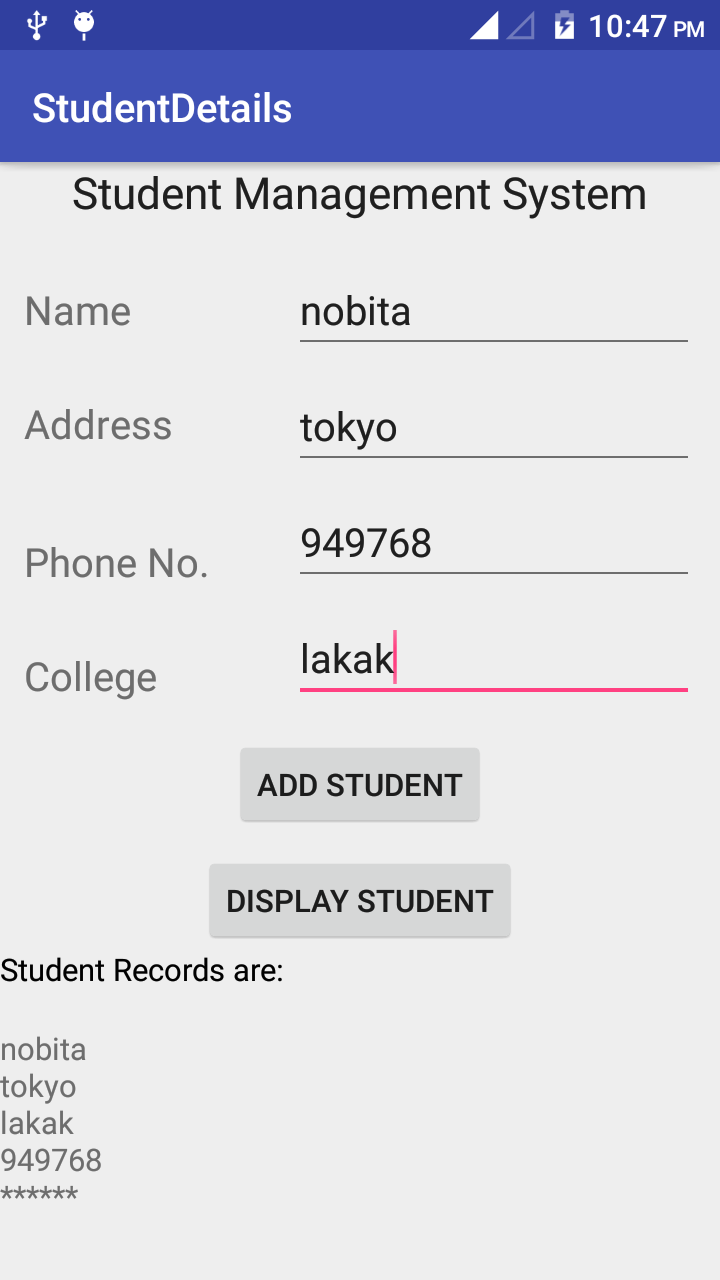 10:47 PM
StudentDetails
Student Management System
Name nobita
Address tokyo
Phone No. 949768
College lakak
ADD STUDENT
DISPLAY STUDENT
Student Records are:
nobita
tokyo
lakak
949768
******